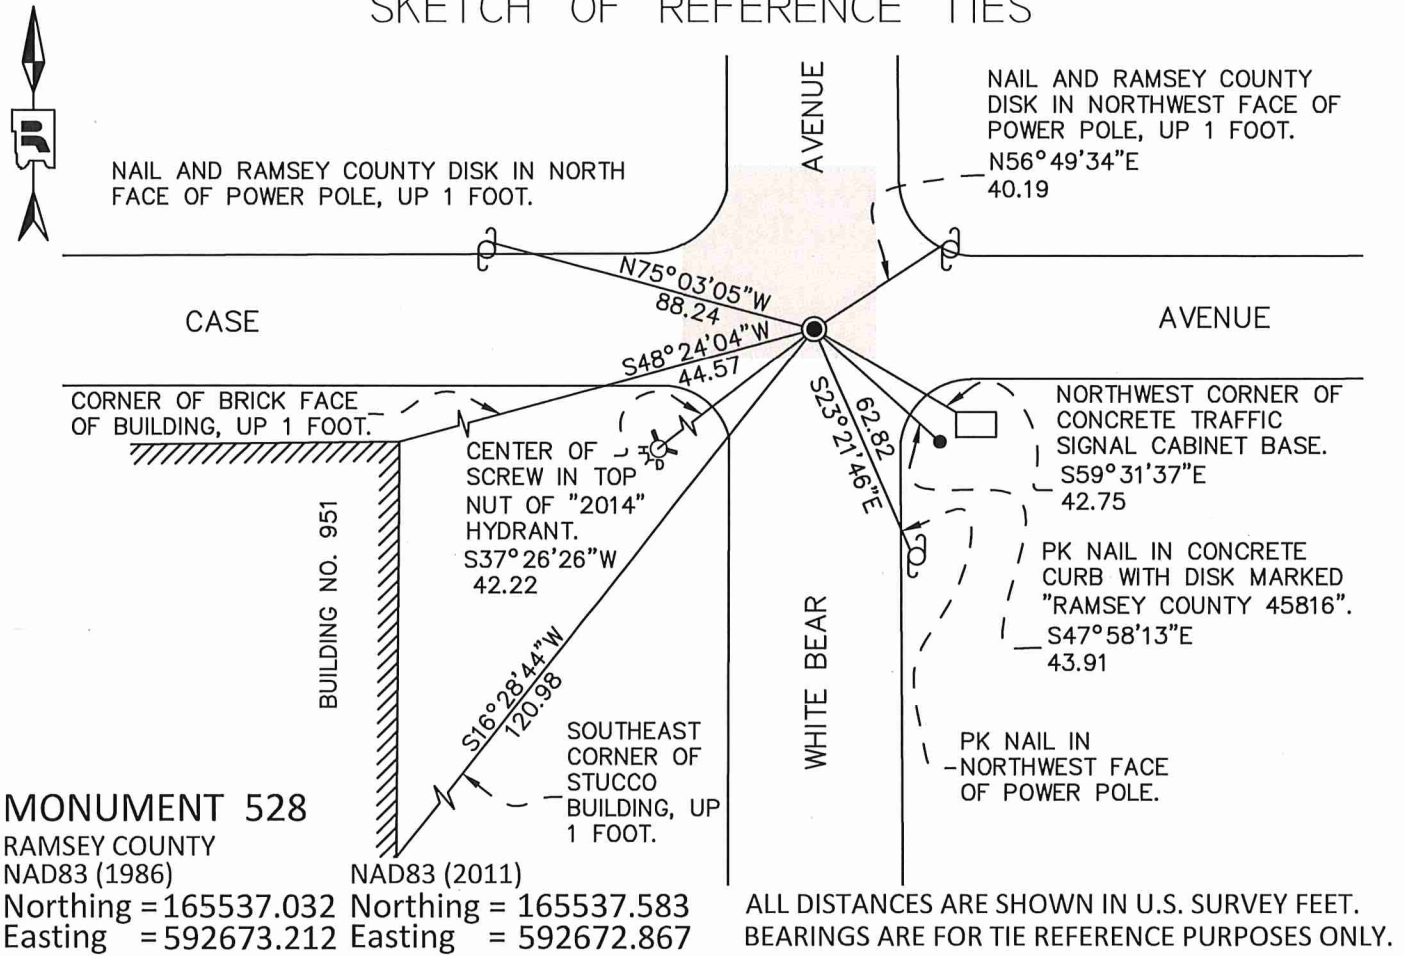 SKETCH OF REFERENCE TIES
R
NAIL AND RAMSEY COUNTY DISK IN NORTH
FACE OF POWER POLE, UP 1 FOOT.
AVENUE
NAIL AND RAMSEY COUNTY
DISK IN NORTHWEST FACE OF
POWER POLE, UP 1 FOOT.
N56°49'34"E
40.19
N75°03'05"W
88.24
CASE
AVENUE
S48°24'04"W
44.57
CORNER OF BRICK FACE
OF BUILDING, UP 1 FOOT.
CENTER OF
SCREW IN TOP
NUT OF "2014"
HYDRANT.
S37°26'26"W
42.22
D
62.82
S23°21'46"E
NORTHWEST CORNER OF
CONCRETE TRAFFIC
SIGNAL CABINET BASE.
S59°31'37"E
42.75
PK NAIL IN CONCRETE
CURB WITH DISK MARKED
"RAMSEY COUNTY 45816".
S47°58'13"E
43.91
BUILDING NO. 951
WHITE BEAR
S16°28'44"W
120.98
SOUTHEAST
CORNER OF
STUCCO
BUILDING, UP
1 FOOT.
PK NAIL IN
NORTHWEST FACE
OF POWER POLE.
MONUMENT 528
RAMSEY COUNTY
NAD83 (1986)
Northing = 165537.032
Easting = 592673.212
NAD83 (2011)
Northing = 165537.583
Easting = 592672.867
ALL DISTANCES ARE SHOWN IN U.S. SURVEY FEET.
BEARINGS ARE FOR TIE REFERENCE PURPOSES ONLY.